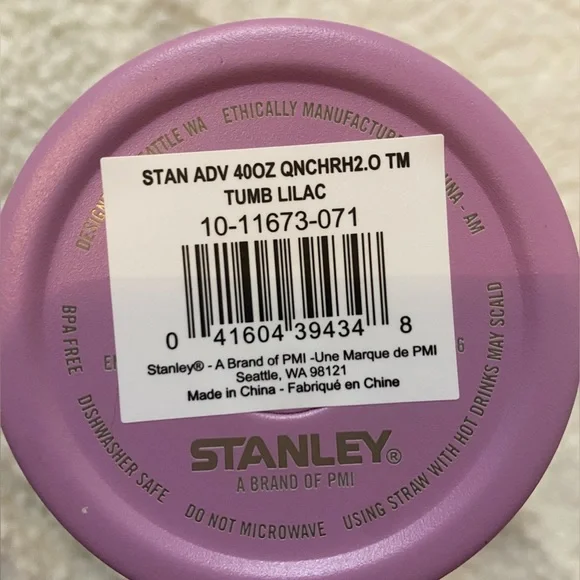 STAN ADV 40OZ QNCHRH2.O TM
TUMB LILAC
10-11673-071
0 41604 39434 8
Stanley® - A Brand of PMI -Une Marque de PMI
Seattle, WA 98121
Made in China - Fabriqué en Chine
WA ETHICALLY
- AM
BPA FREE
DISHWASHER SAFE
DO NOT MICROWAVE
USING STRAW WITH HOT DRINKS MAY SCALD
STANLEY®
A BRAND OF PMI